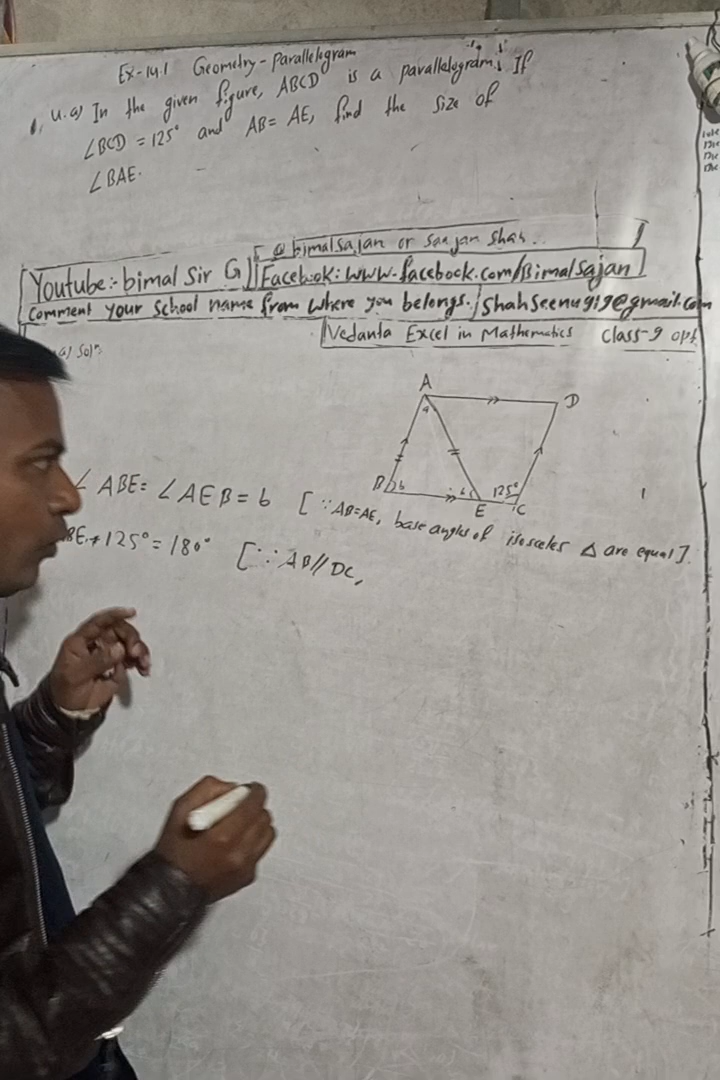 Ex-14.1 Geometry-Parallelogram
4.a) In the given figure, ABCD is a parallelogram. If
∠BCD = 125° and AB = AE, find the size of
∠BAE.
@bimalsajan or Sanjan Shah..
Youtube:- bimal Sir G Facebook: www.facebook.com/Bimalsajan
Comment your School name from where you belongs. Shahseenu919@gmail.com
Vedanta Excel in Mathematics Class-9 opt
a) Solⁿ:
A
D
a
B b b 125°
E C
∠ABE = ∠AEB = b [∵ AB=AE, base angles of isosceles Δ are equal].
BE + 125° = 180° [∵ AB//DC,